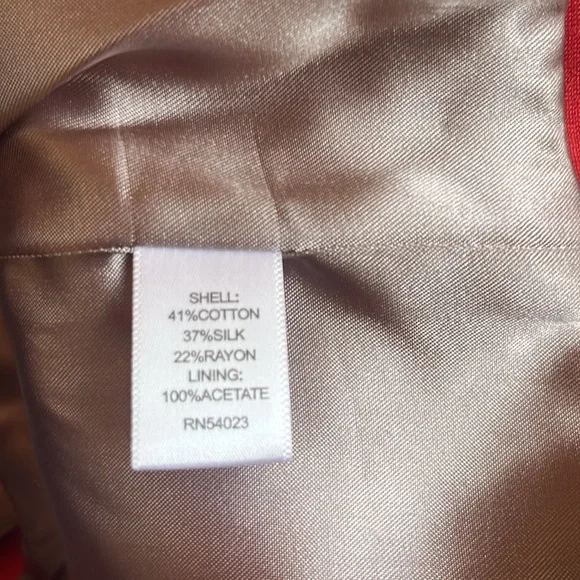 SHELL:
41%COTTON
37%SILK
22%RAYON
LINING:
100%ACETATE
RN54023